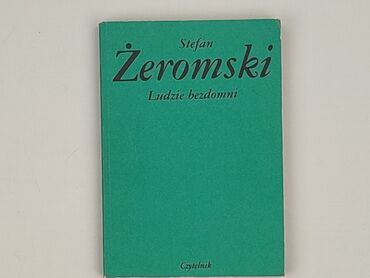 Stefan
Żeromski
Ludzie bezdomni
Czytelnik